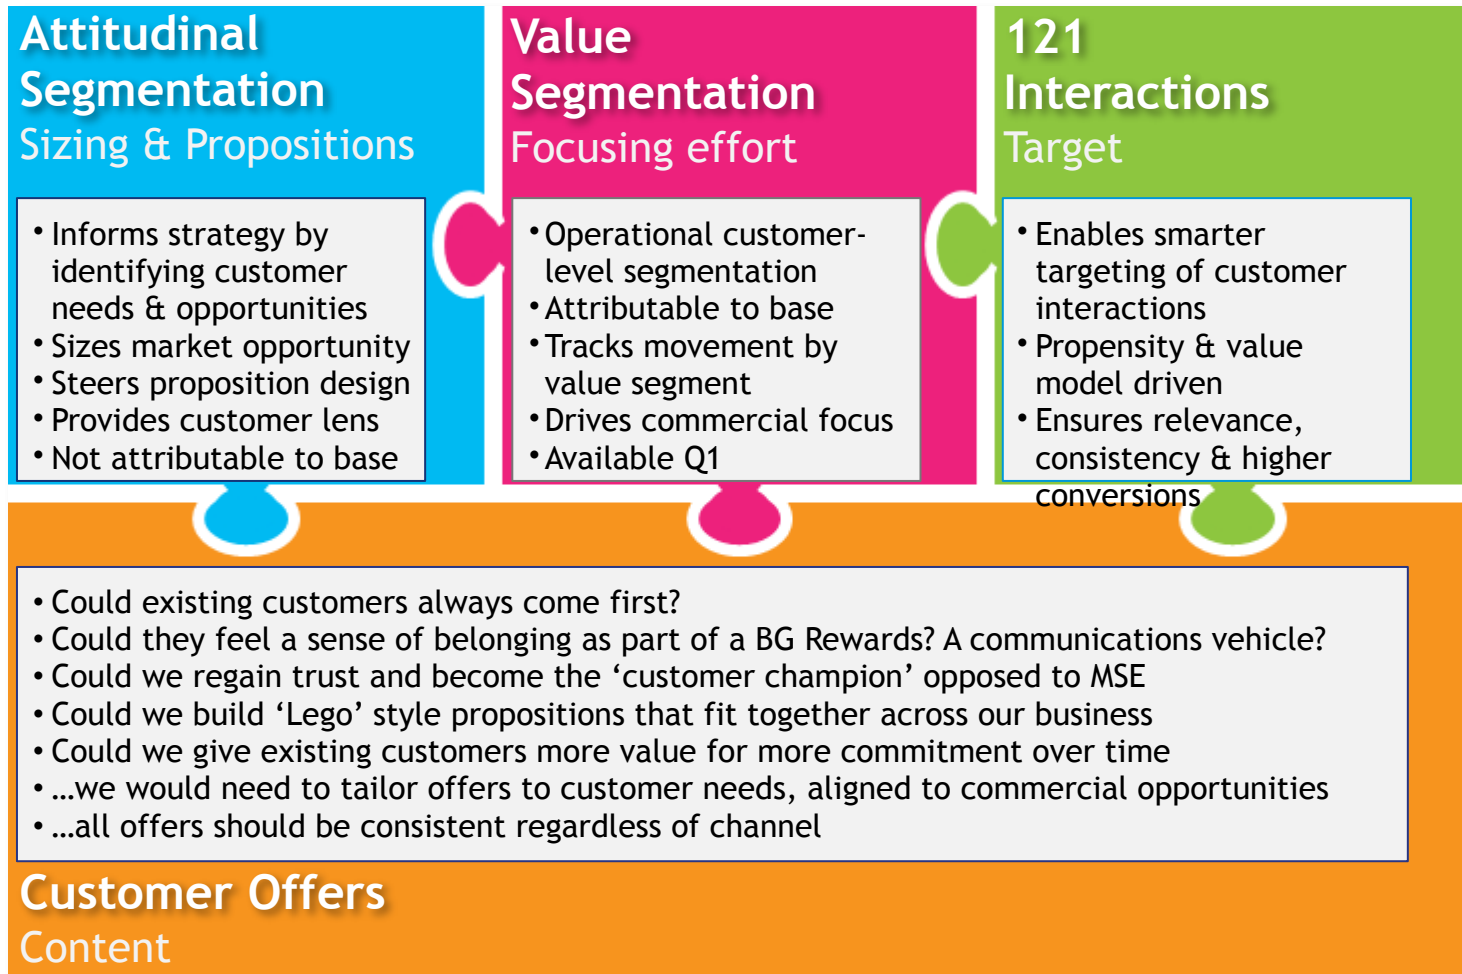 Attitudinal
Segmentation
Sizing & Propositions
• Informs strategy by
identifying customer
needs & opportunities
• Sizes market opportunity
• Steers proposition design
• Provides customer lens
• Not attributable to base
Value
Segmentation
Focusing effort
• Operational customer-
level segmentation
• Attributable to base
• Tracks movement by
value segment
• Drives commercial focus
• Available Q1
121
Interactions
Target
• Enables smarter
targeting of customer
interactions
• Propensity & value
model driven
• Ensures relevance,
consistency & higher
conversions
• Could existing customers always come first?
• Could they feel a sense of belonging as part of a BG Rewards? A communications vehicle?
• Could we regain trust and become the ‘customer champion’ opposed to MSE
• Could we build ‘Lego’ style propositions that fit together across our business
• Could we give existing customers more value for more commitment over time
• …we would need to tailor offers to customer needs, aligned to commercial opportunities
• …all offers should be consistent regardless of channel
Customer Offers
Content